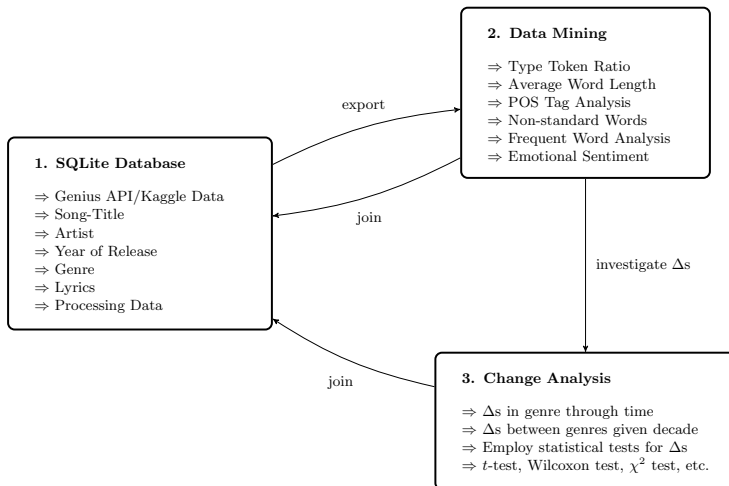 1. SQLite Database
⇒ Genius API/Kaggle Data
⇒ Song-Title
⇒ Artist
⇒ Year of Release
⇒ Genre
⇒ Lyrics
⇒ Processing Data
export
join
2. Data Mining
⇒ Type Token Ratio
⇒ Average Word Length
⇒ POS Tag Analysis
⇒ Non-standard Words
⇒ Frequent Word Analysis
⇒ Emotional Sentiment
investigate Δs
join
3. Change Analysis
⇒ Δs in genre through time
⇒ Δs between genres given decade
⇒ Employ statistical tests for Δs
⇒ t-test, Wilcoxon test, χ² test, etc.